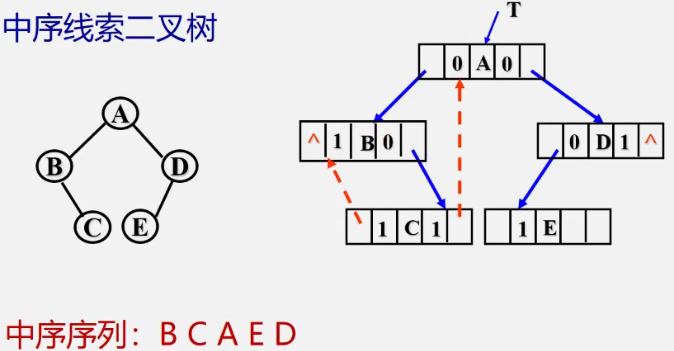 中序线索二叉树
T
0 A 0
A
^ 1 B 0
0 D 1 ^
B D
C E
1 C 1
1 E
中序序列：B C A E D